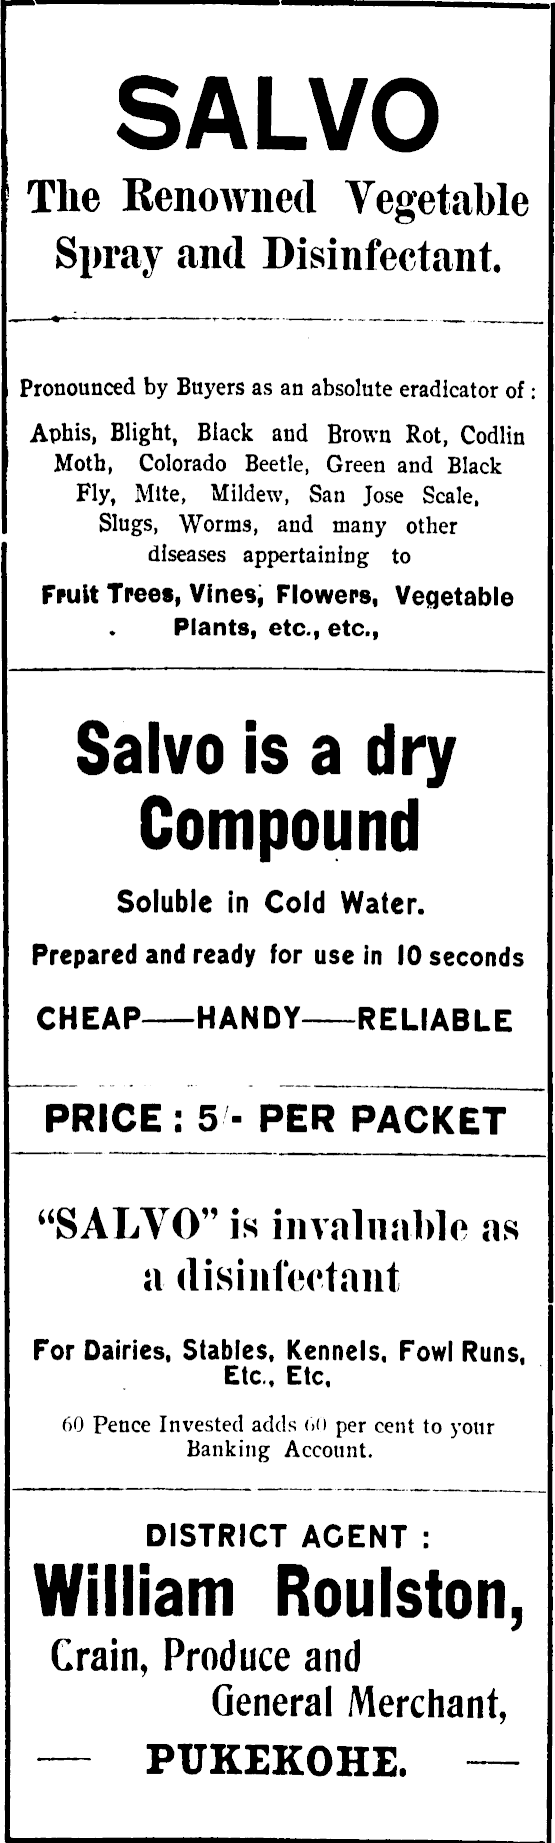 SALVO
The Renowned Vegetable
Spray and Disinfectant.
Pronounced by Buyers as an absolute eradicator of :
Aphis, Blight, Black and Brown Rot, Codlin
Moth, Colorado Beetle, Green and Black
Fly, Mite, Mildew, San Jose Scale,
Slugs, Worms, and many other
diseases appertaining to
Fruit Trees, Vines, Flowers, Vegetable
Plants, etc., etc.,
Salvo is a dry
Compound
Soluble in Cold Water.
Prepared and ready for use in 10 seconds
CHEAP——HANDY——RELIABLE
PRICE : 5/- PER PACKET
"SALVO" is invaluable as
a disinfectant
For Dairies, Stables, Kennels, Fowl Runs,
Etc., Etc.
60 Pence Invested adds 60 per cent to your
Banking Account.
DISTRICT AGENT :
William Roulston,
Grain, Produce and
General Merchant,
— PUKEKOHE. —